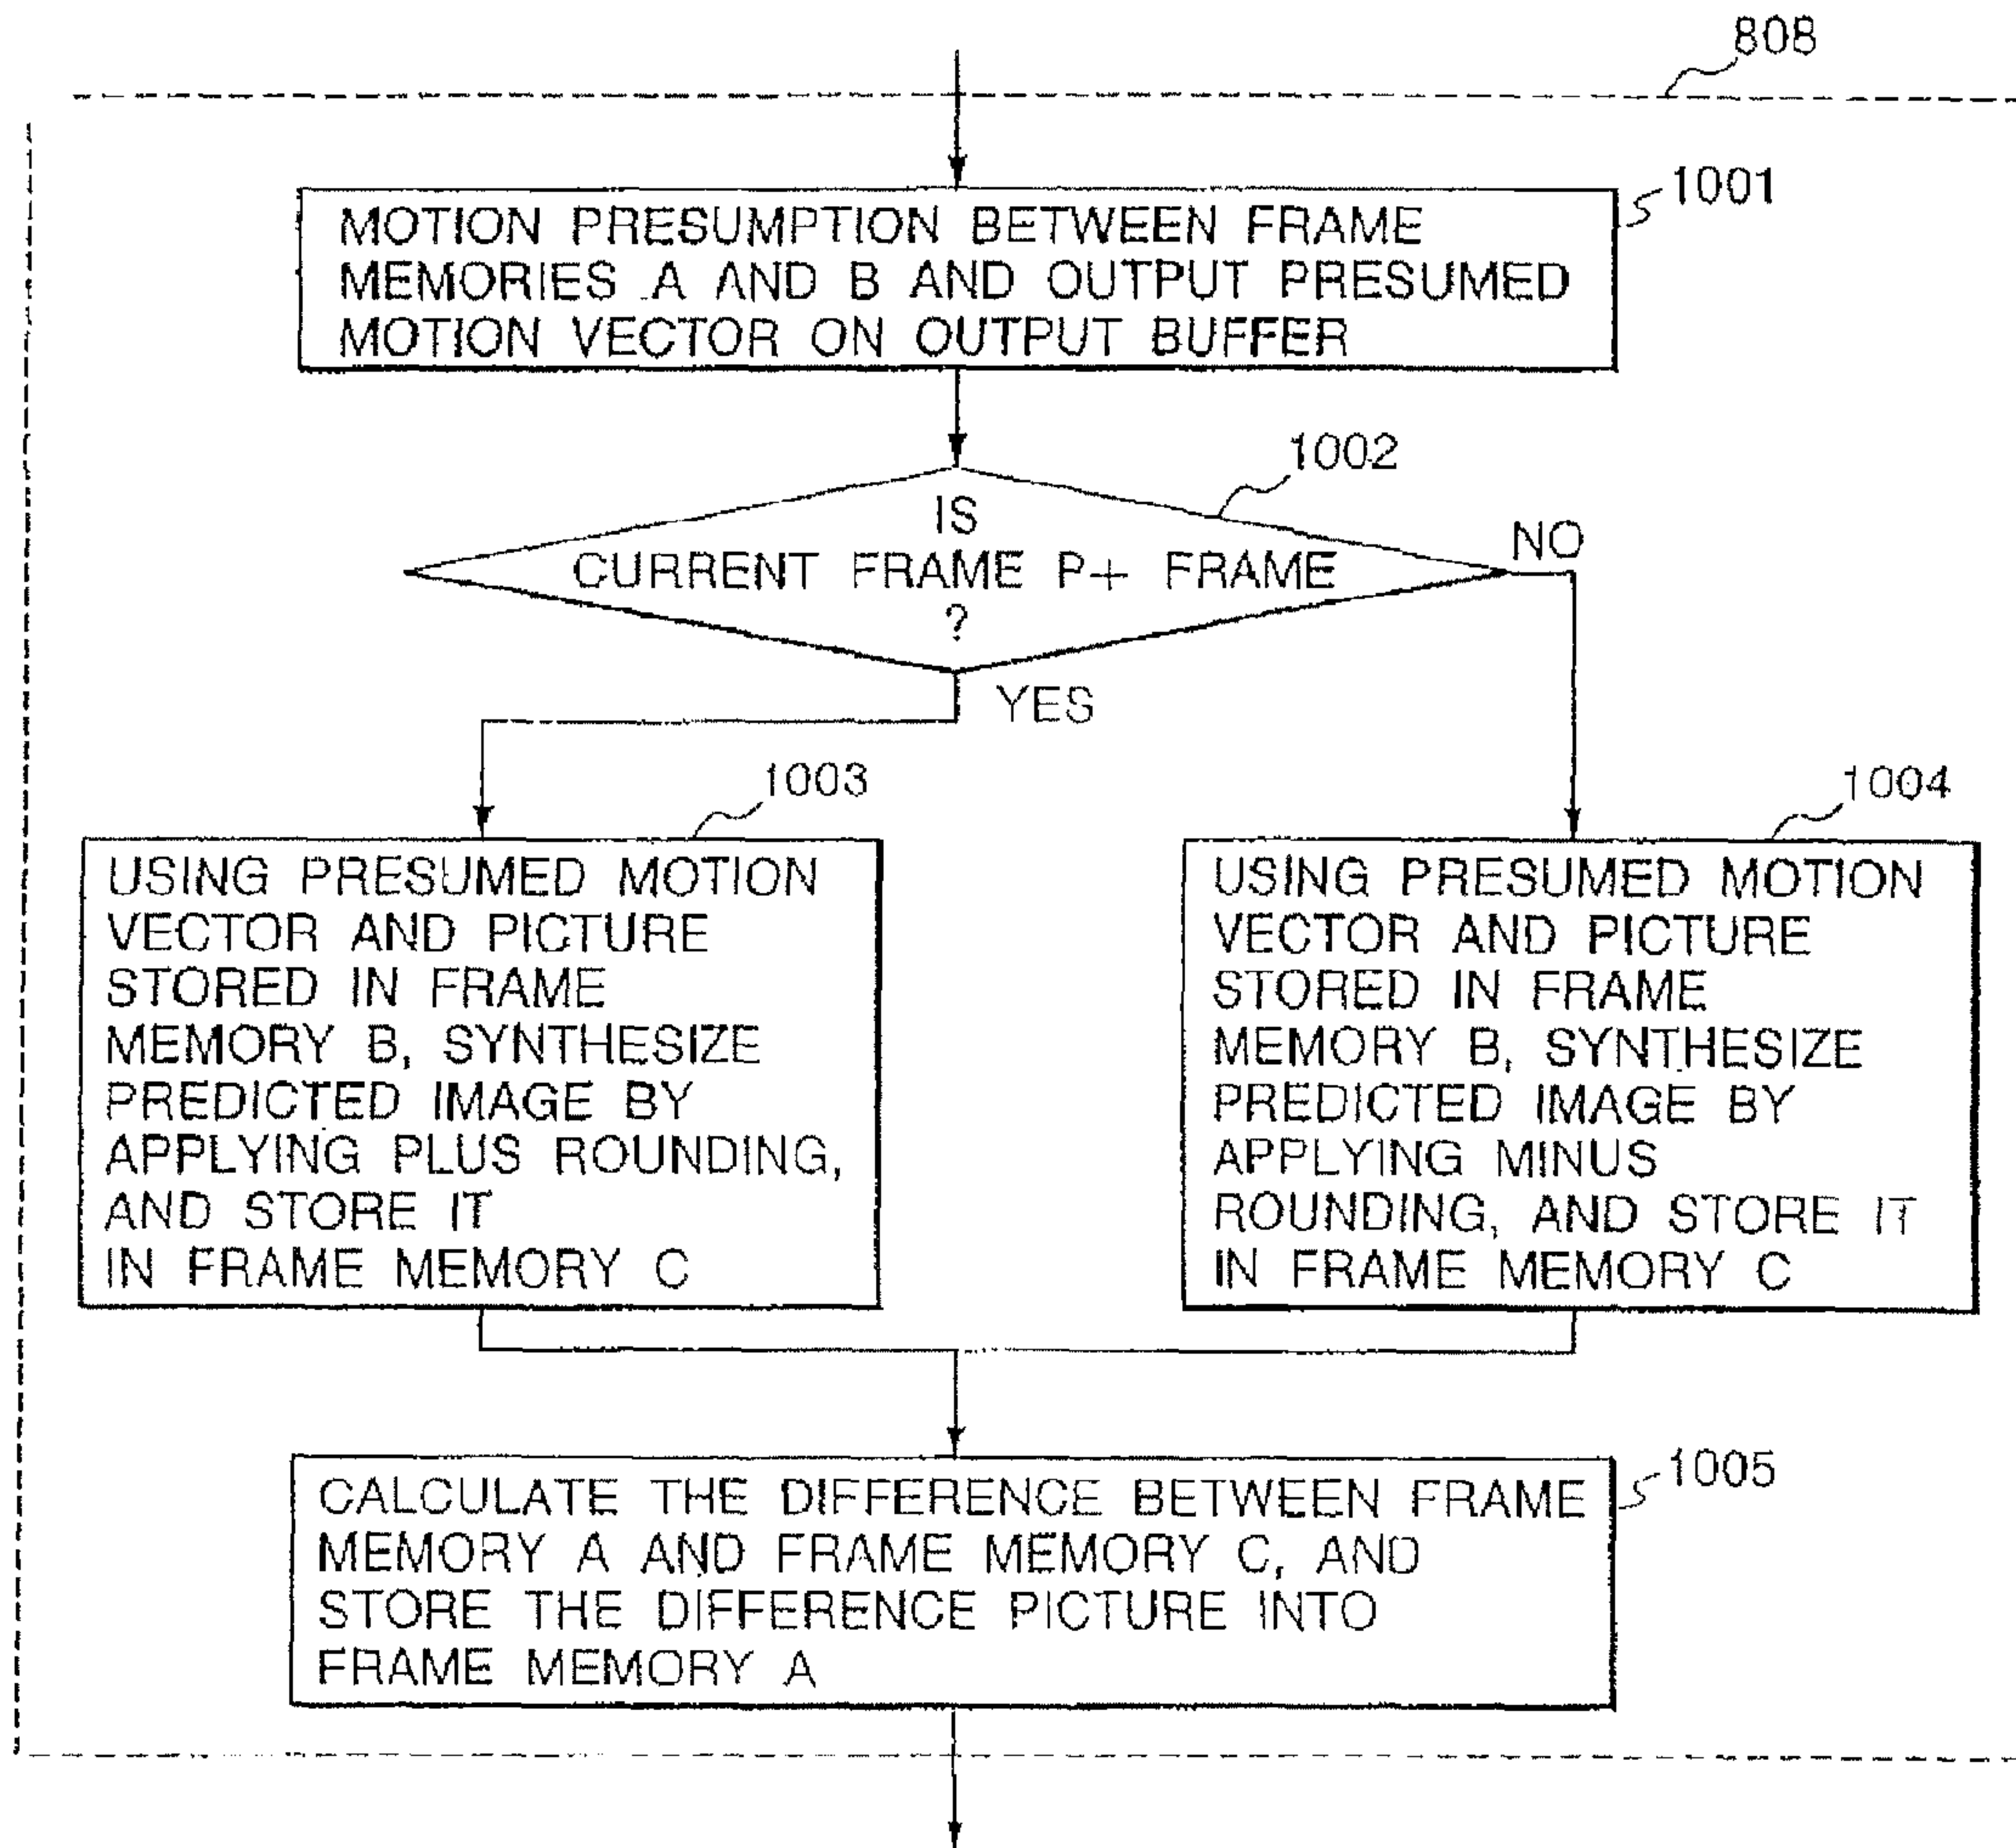 808
1001
MOTION PRESUMPTION BETWEEN FRAME
MEMORIES A AND B AND OUTPUT PRESUMED
MOTION VECTOR ON OUTPUT BUFFER
1002
IS
CURRENT FRAME P+ FRAME
?
NO
YES
1003
USING PRESUMED MOTION
VECTOR AND PICTURE
STORED IN FRAME
MEMORY B, SYNTHESIZE
PREDICTED IMAGE BY
APPLYING PLUS ROUNDING,
AND STORE IT
IN FRAME MEMORY C
1004
USING PRESUMED MOTION
VECTOR AND PICTURE
STORED IN FRAME
MEMORY B, SYNTHESIZE
PREDICTED IMAGE BY
APPLYING MINUS
ROUNDING, AND STORE IT
IN FRAME MEMORY C
1005
CALCULATE THE DIFFERENCE BETWEEN FRAME
MEMORY A AND FRAME MEMORY C, AND
STORE THE DIFFERENCE PICTURE INTO
FRAME MEMORY A